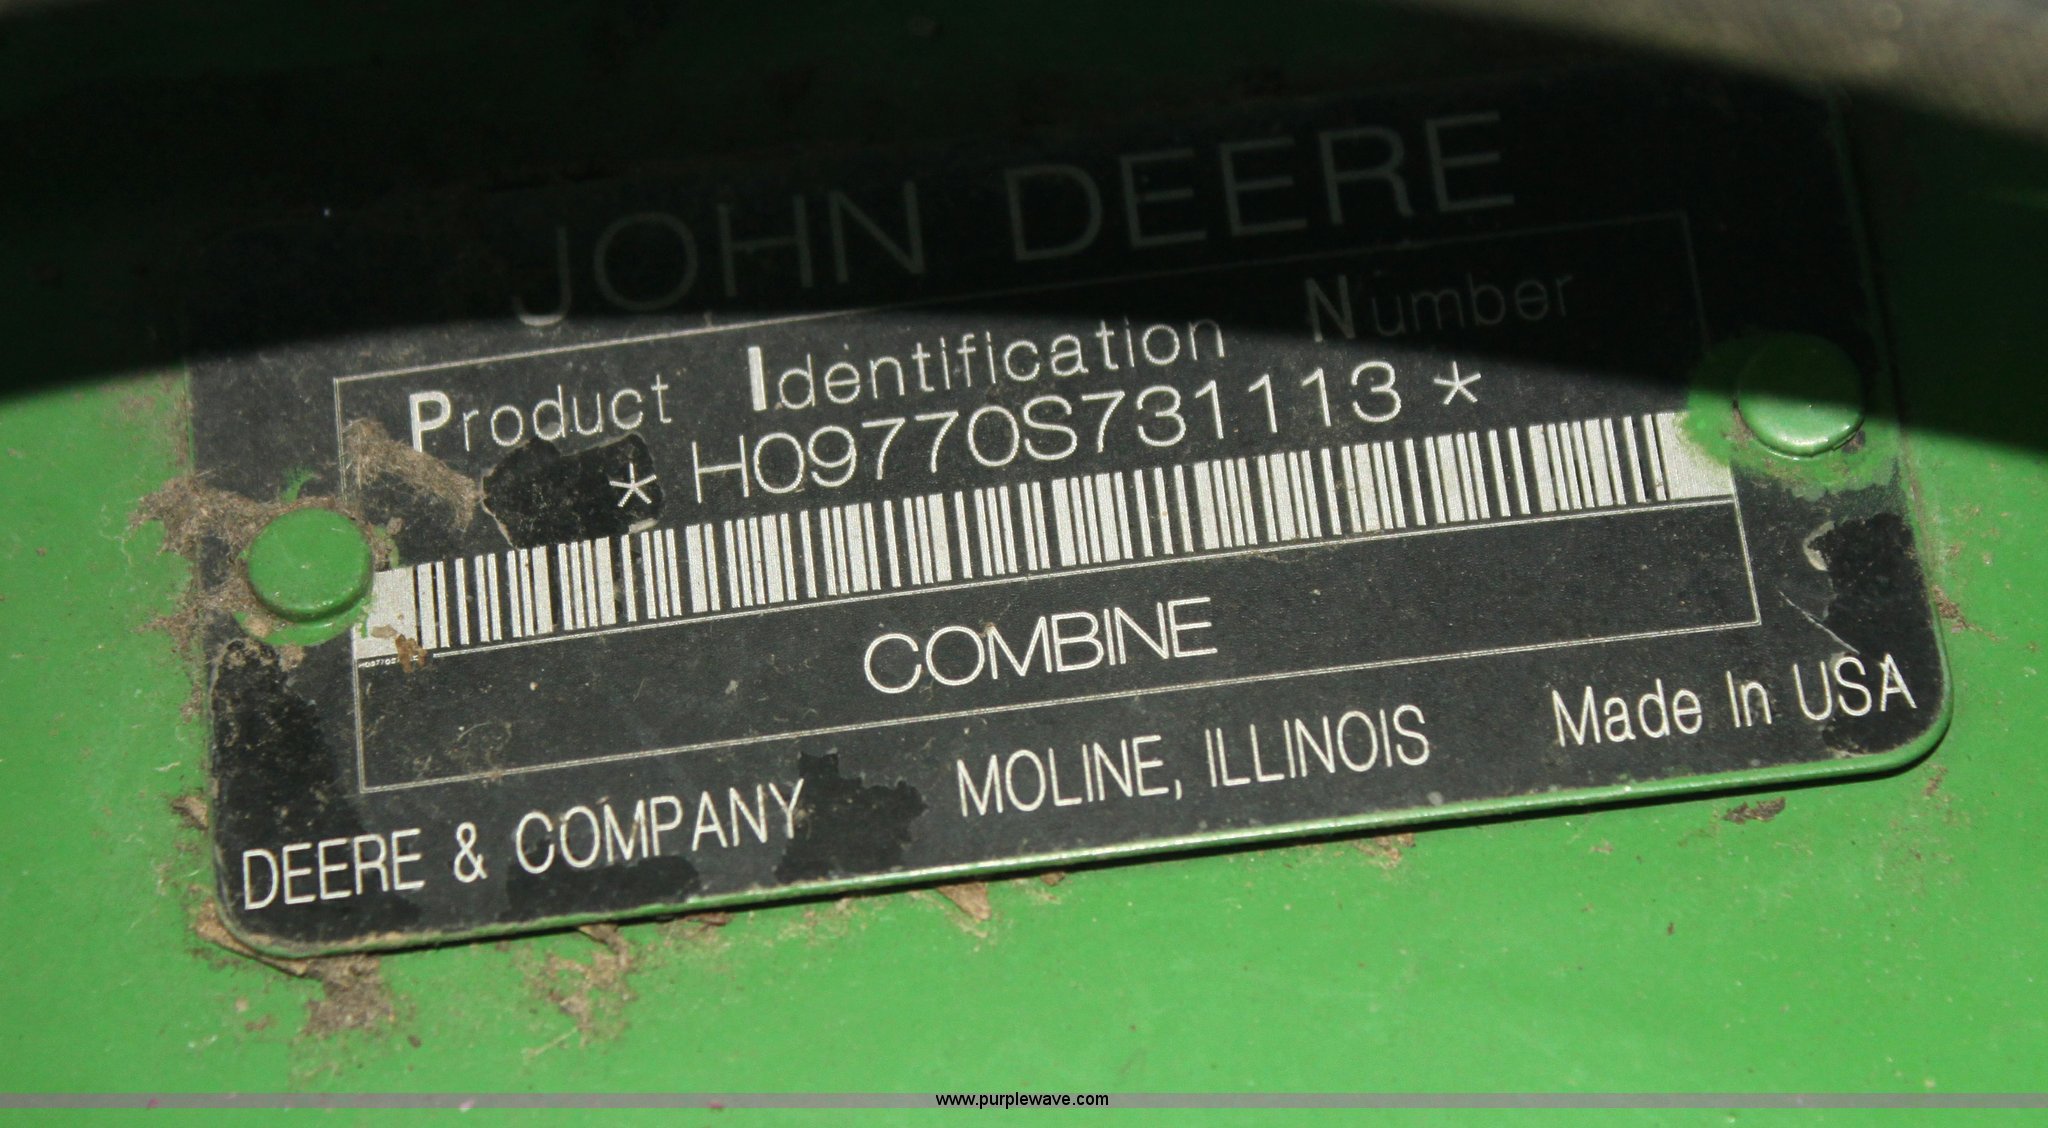 JOHN DEERE
Product Identification Number
* H09770S731113 *
COMBINE
DEERE & COMPANY MOLINE, ILLINOIS Made In USA
www.purplewave.com